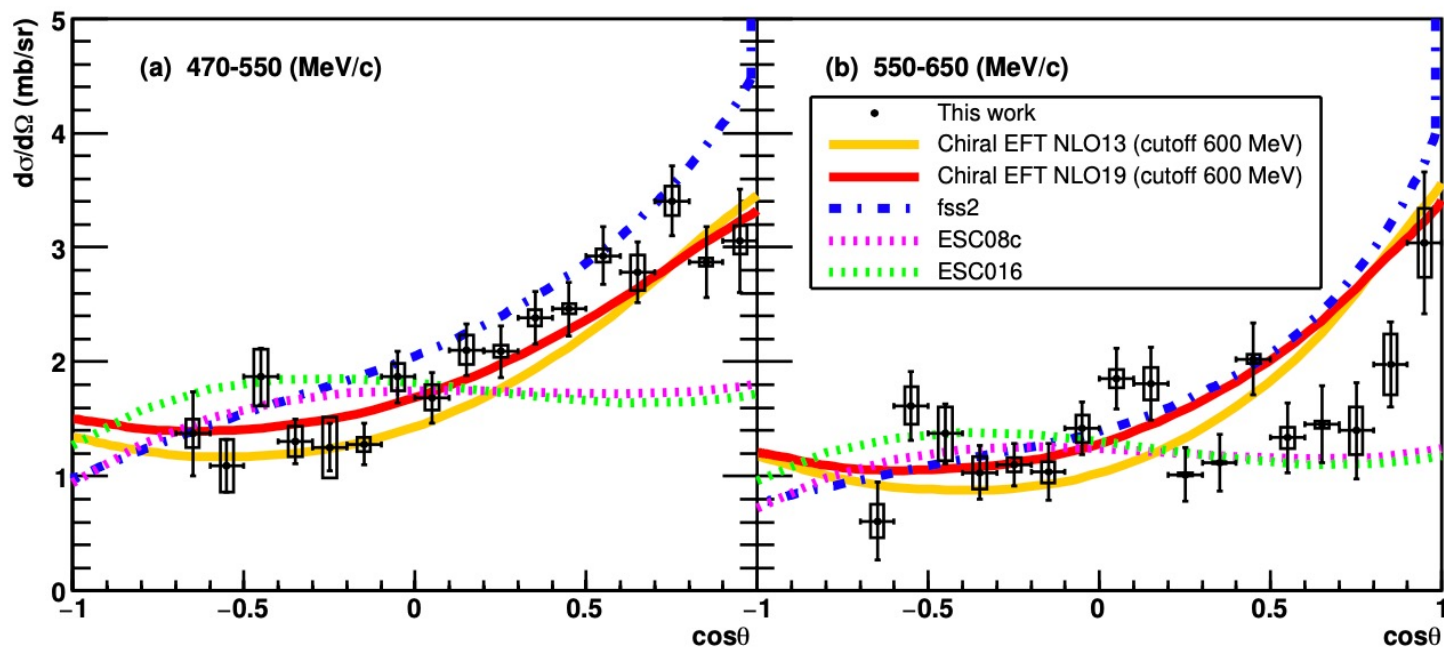 dσ/dΩ (mb/sr)
5
4
3
2
1
0
(a) 470-550 (MeV/c)
(b) 550-650 (MeV/c)
This work
Chiral EFT NLO13 (cutoff 600 MeV)
Chiral EFT NLO19 (cutoff 600 MeV)
fss2
ESC08c
ESC016
−1 −0.5 0 0.5 −1 −0.5 0 0.5 1
cosθ cosθ